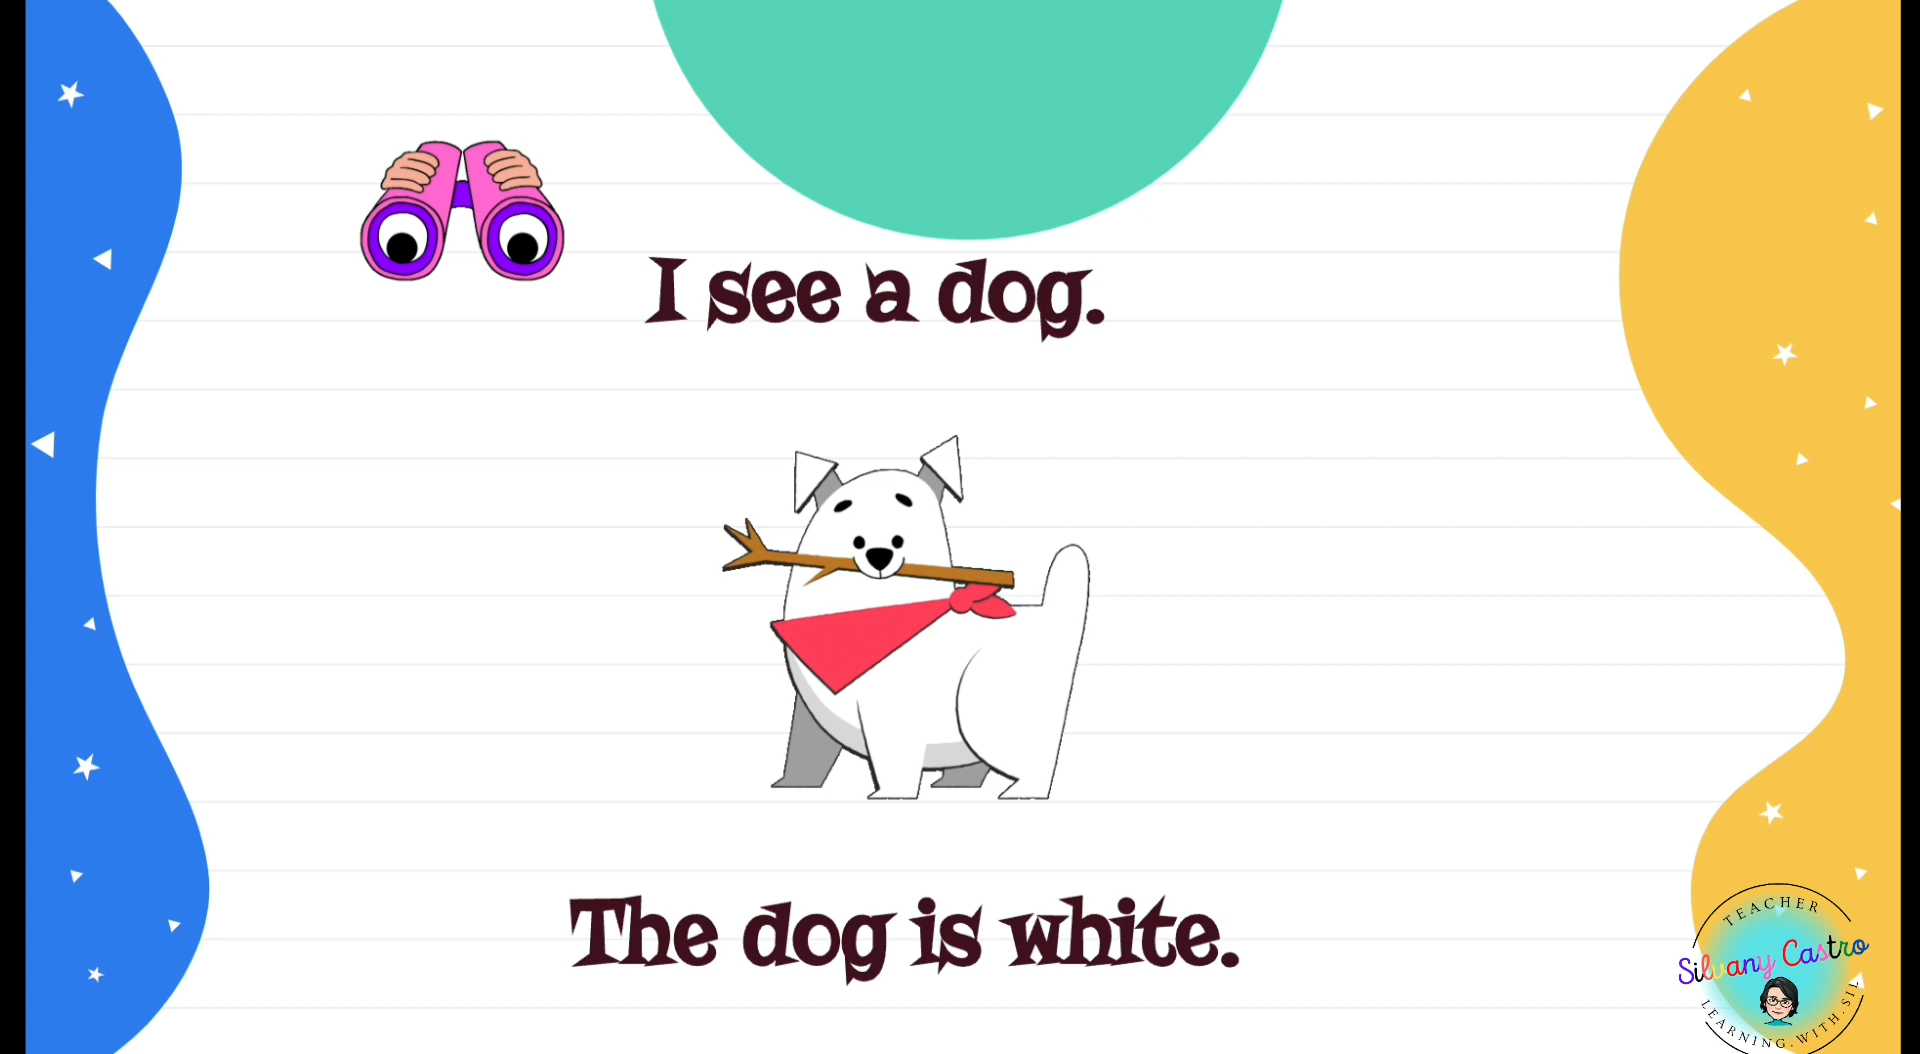 I see a dog.
The dog is white.
TEACHER
Silvany Castro
LEARNING.WITH.SIL